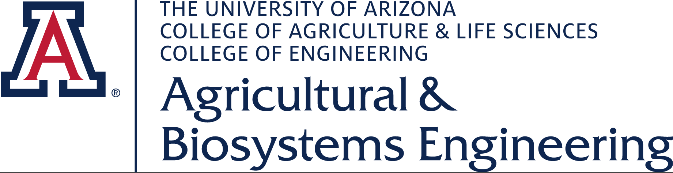 THE UNIVERSITY OF ARIZONA
COLLEGE OF AGRICULTURE & LIFE SCIENCES
COLLEGE OF ENGINEERING
A®
Agricultural &
Biosystems Engineering